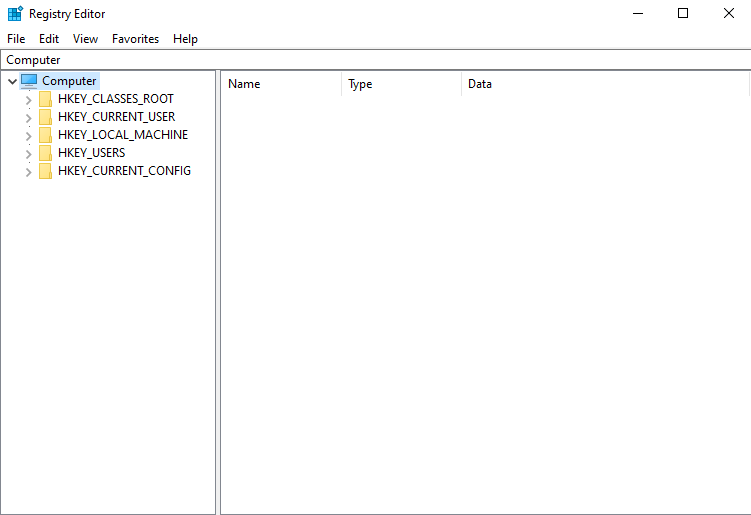 Registry Editor
File Edit View Favorites Help
Computer
Computer
HKEY_CLASSES_ROOT
HKEY_CURRENT_USER
HKEY_LOCAL_MACHINE
HKEY_USERS
HKEY_CURRENT_CONFIG
Name Type Data